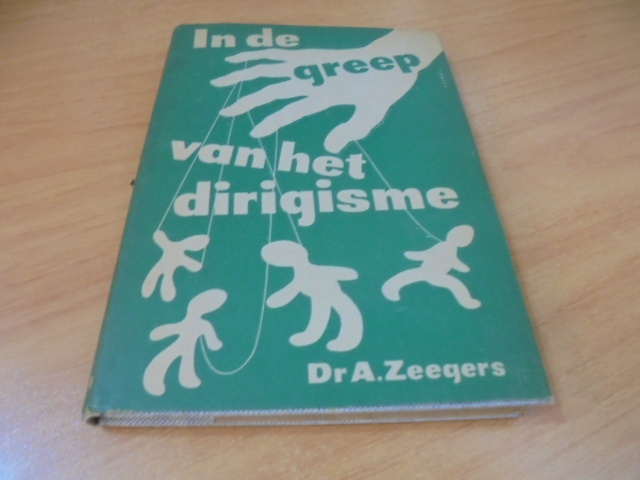 In de
greep
van het
dirigisme
Dr A. Zeegers